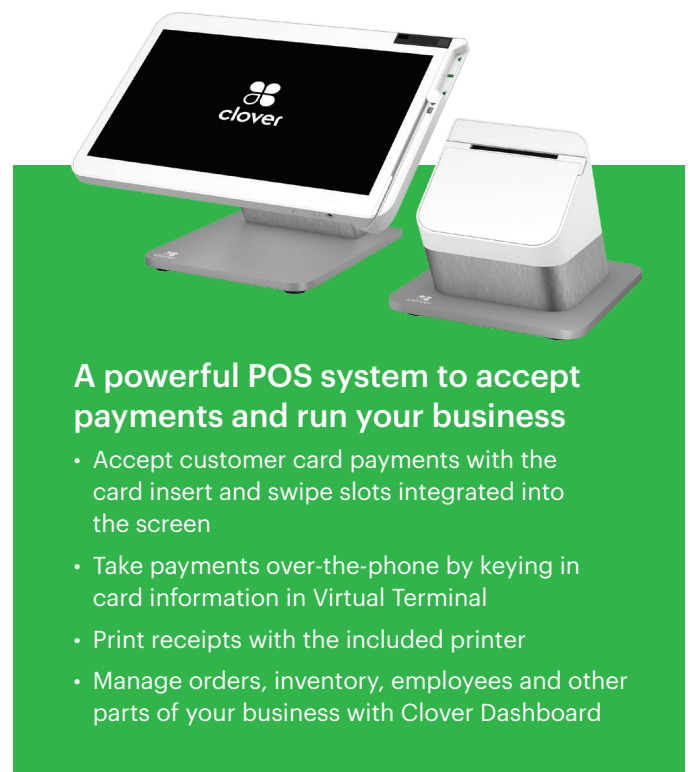 clover
A powerful POS system to accept
payments and run your business
• Accept customer card payments with the
card insert and swipe slots integrated into
the screen
• Take payments over-the-phone by keying in
card information in Virtual Terminal
• Print receipts with the included printer
• Manage orders, inventory, employees and other
parts of your business with Clover Dashboard